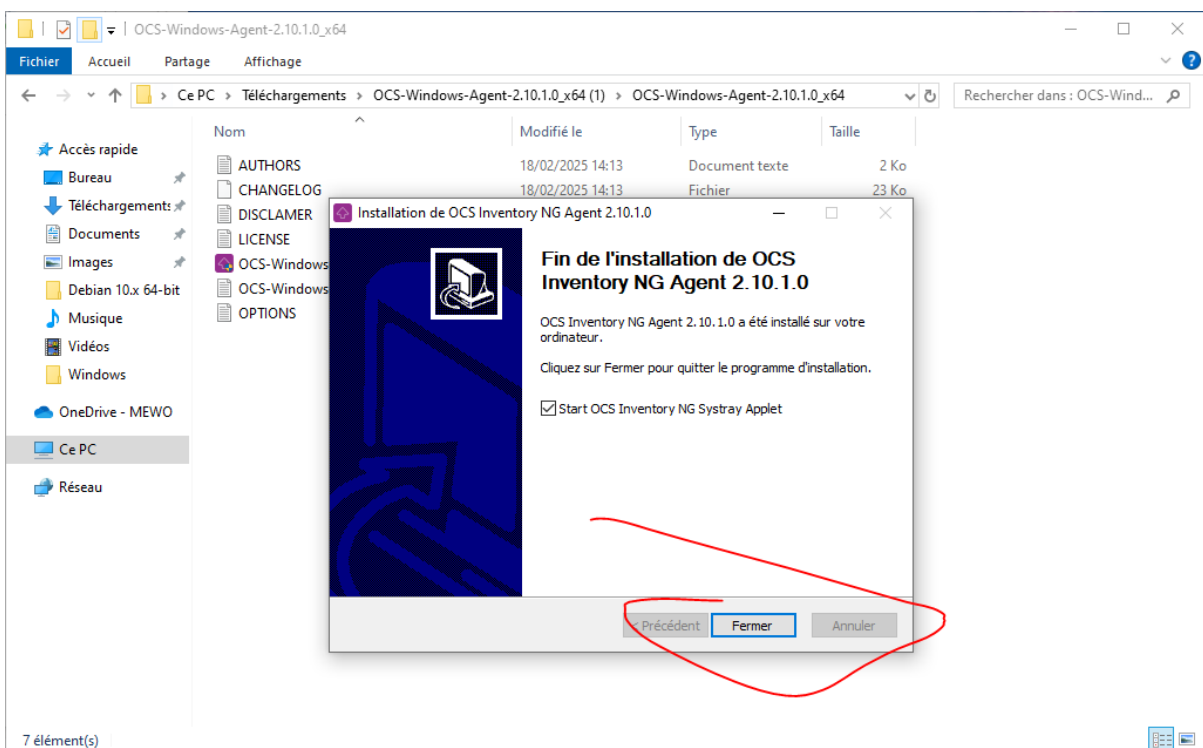 OCS-Windows-Agent-2.10.1.0_x64
Fichier Accueil Partage Affichage
Ce PC > Téléchargements > OCS-Windows-Agent-2.10.1.0_x64 (1) > OCS-Windows-Agent-2.10.1.0_x64
Rechercher dans : OCS-Wind...
Nom Modifié le Type Taille
Accès rapide
Bureau
Téléchargements
Documents
Images
Debian 10.x 64-bit
Musique
Vidéos
Windows
OneDrive - MEWO
Ce PC
Réseau
AUTHORS 18/02/2025 14:13 Document texte 2 Ko
CHANGELOG 18/02/2025 14:13 Fichier 23 Ko
DISCLAMER
LICENSE
OCS-Windows
OCS-Windows
OPTIONS
Installation de OCS Inventory NG Agent 2.10.1.0
Fin de l'installation de OCS
Inventory NG Agent 2.10.1.0
OCS Inventory NG Agent 2.10.1.0 a été installé sur votre
ordinateur.
Cliquez sur Fermer pour quitter le programme d'installation.
Start OCS Inventory NG Systray Applet
< Précédent Fermer Annuler
7 élément(s)